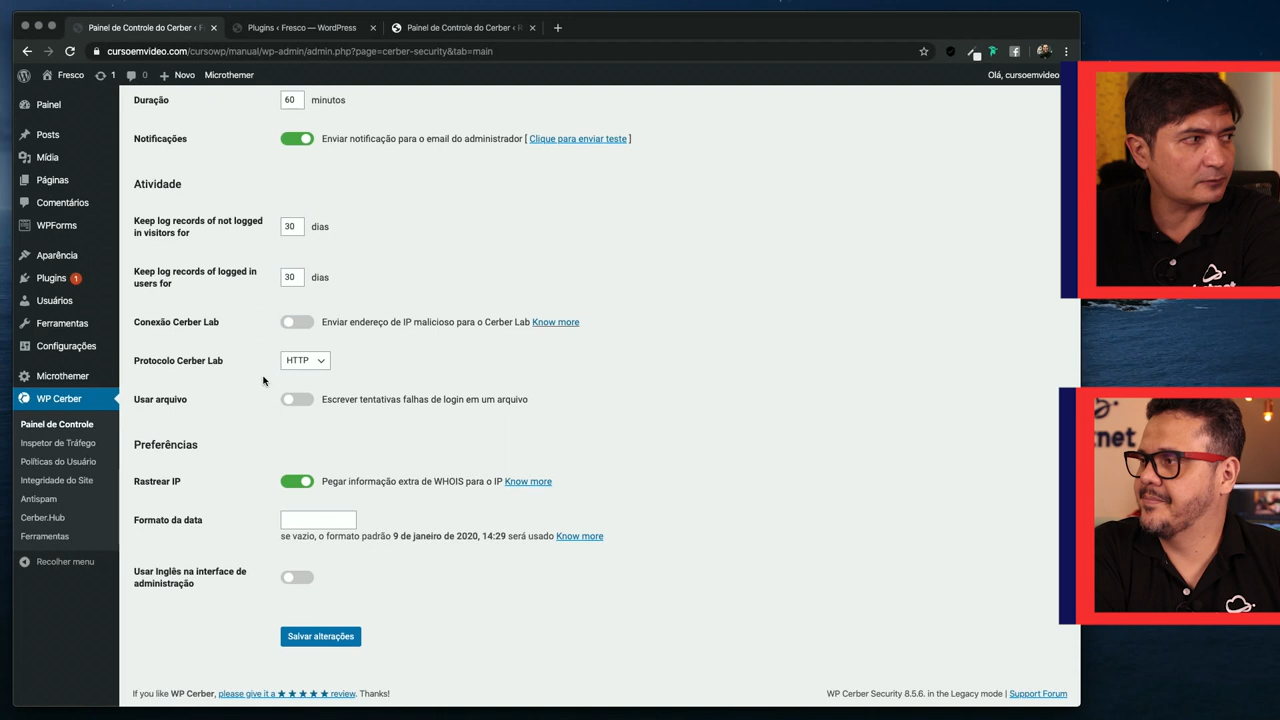 Painel de Controle do Cerber ‹ F
Plugins ‹ Fresco — WordPress
Painel de Controle do Cerber ‹ R
cursoemvideo.com/cursowp/manual/wp-admin/admin.php?page=cerber-security&tab=main
Fresco
1
0
Novo
Microthemer
Olá, cursoemvideo
Painel
Posts
Mídia
Páginas
Comentários
WPForms
Aparência
Plugins 1
Usuários
Ferramentas
Configurações
Microthemer
WP Cerber
Painel de Controle
Inspetor de Tráfego
Políticas do Usuário
Integridade do Site
Antispam
Cerber.Hub
Ferramentas
Recolher menu
Duração 60 minutos
Notificações Enviar notificação para o email do administrador [ Clique para enviar teste ]
Atividade
Keep log records of not logged
in visitors for
30 dias
Keep log records of logged in
users for
30 dias
Conexão Cerber Lab Enviar endereço de IP malicioso para o Cerber Lab Know more
Protocolo Cerber Lab HTTP
Usar arquivo Escrever tentativas falhas de login em um arquivo
Preferências
Rastrear IP Pegar informação extra de WHOIS para o IP Know more
Formato da data
se vazio, o formato padrão 9 de janeiro de 2020, 14:29 será usado Know more
Usar Inglês na interface de
administração
Salvar alterações
If you like WP Cerber, please give it a ★ ★ ★ ★ ★ review. Thanks!
WP Cerber Security 8.5.6. in the Legacy mode | Support Forum
net